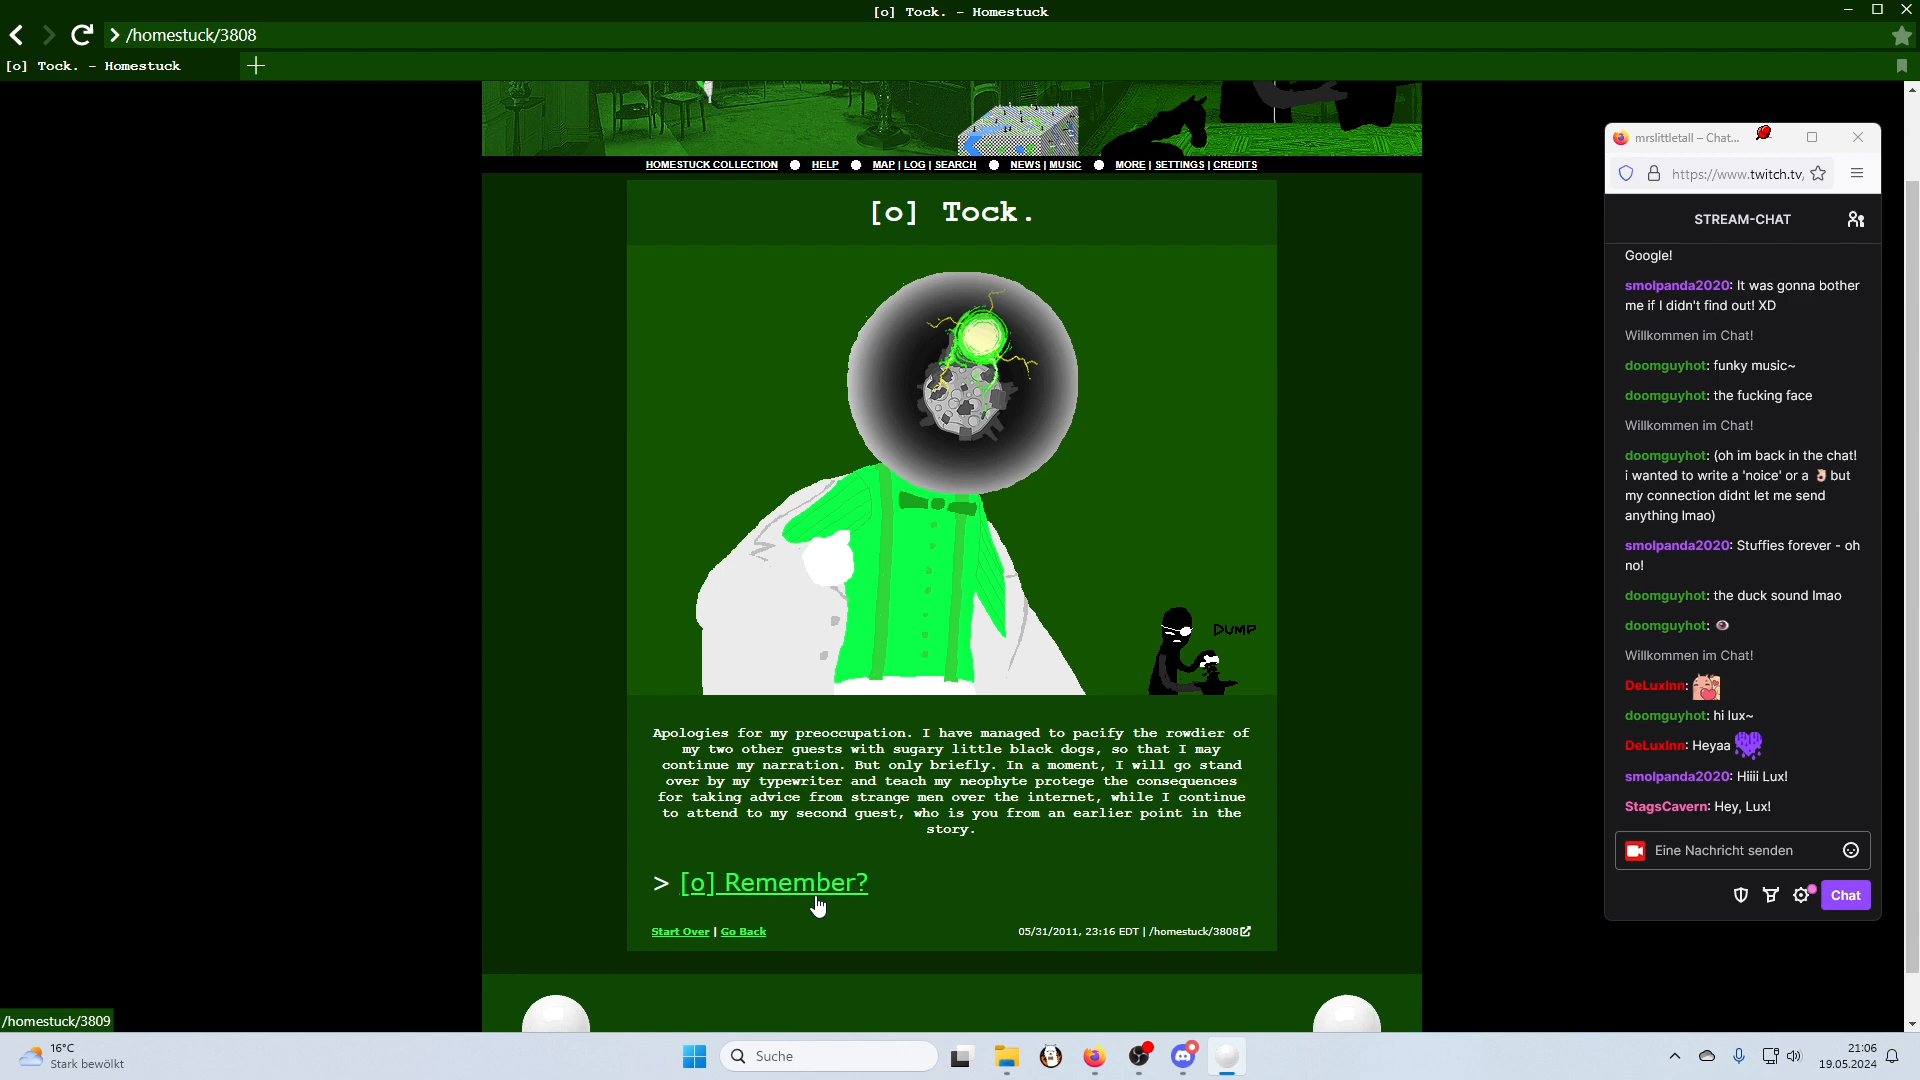 [o] Tock. - Homestuck
/homestuck/3808
[o] Tock. - Homestuck
HOMESTUCK COLLECTION HELP MAP | LOG | SEARCH NEWS | MUSIC MORE | SETTINGS | CREDITS
[o] Tock.
DUMP
Apologies for my preoccupation. I have managed to pacify the rowdier of
my two other guests with sugary little black dogs, so that I may
continue my narration. But only briefly. In a moment, I will go stand
over by my typewriter and teach my neophyte protege the consequences
for taking advice from strange men over the internet, while I continue
to attend to my second guest, who is you from an earlier point in the
story.
> [o] Remember?
Start Over | Go Back
05/31/2011, 23:16 EDT | /homestuck/3808
/homestuck/3809
mrslittletall – Chat...
https://www.twitch.tv/
STREAM-CHAT
Google!
smolpanda2020: It was gonna bother
me if I didn't find out! XD
Willkommen im Chat!
doomguyhot: funky music~
doomguyhot: the fucking face
Willkommen im Chat!
doomguyhot: (oh im back in the chat!
i wanted to write a 'noice' or a 👌🏻 but
my connection didnt let me send
anything lmao)
smolpanda2020: Stuffies forever - oh
no!
doomguyhot: the duck sound lmao
doomguyhot: 👁
Willkommen im Chat!
DeLuxInn:
doomguyhot: hi lux~
DeLuxInn: Heyaa
smolpanda2020: Hiiii Lux!
StagsCavern: Hey, Lux!
Eine Nachricht senden
Chat
16°C
Stark bewölkt
Suche
21:06
19.05.2024